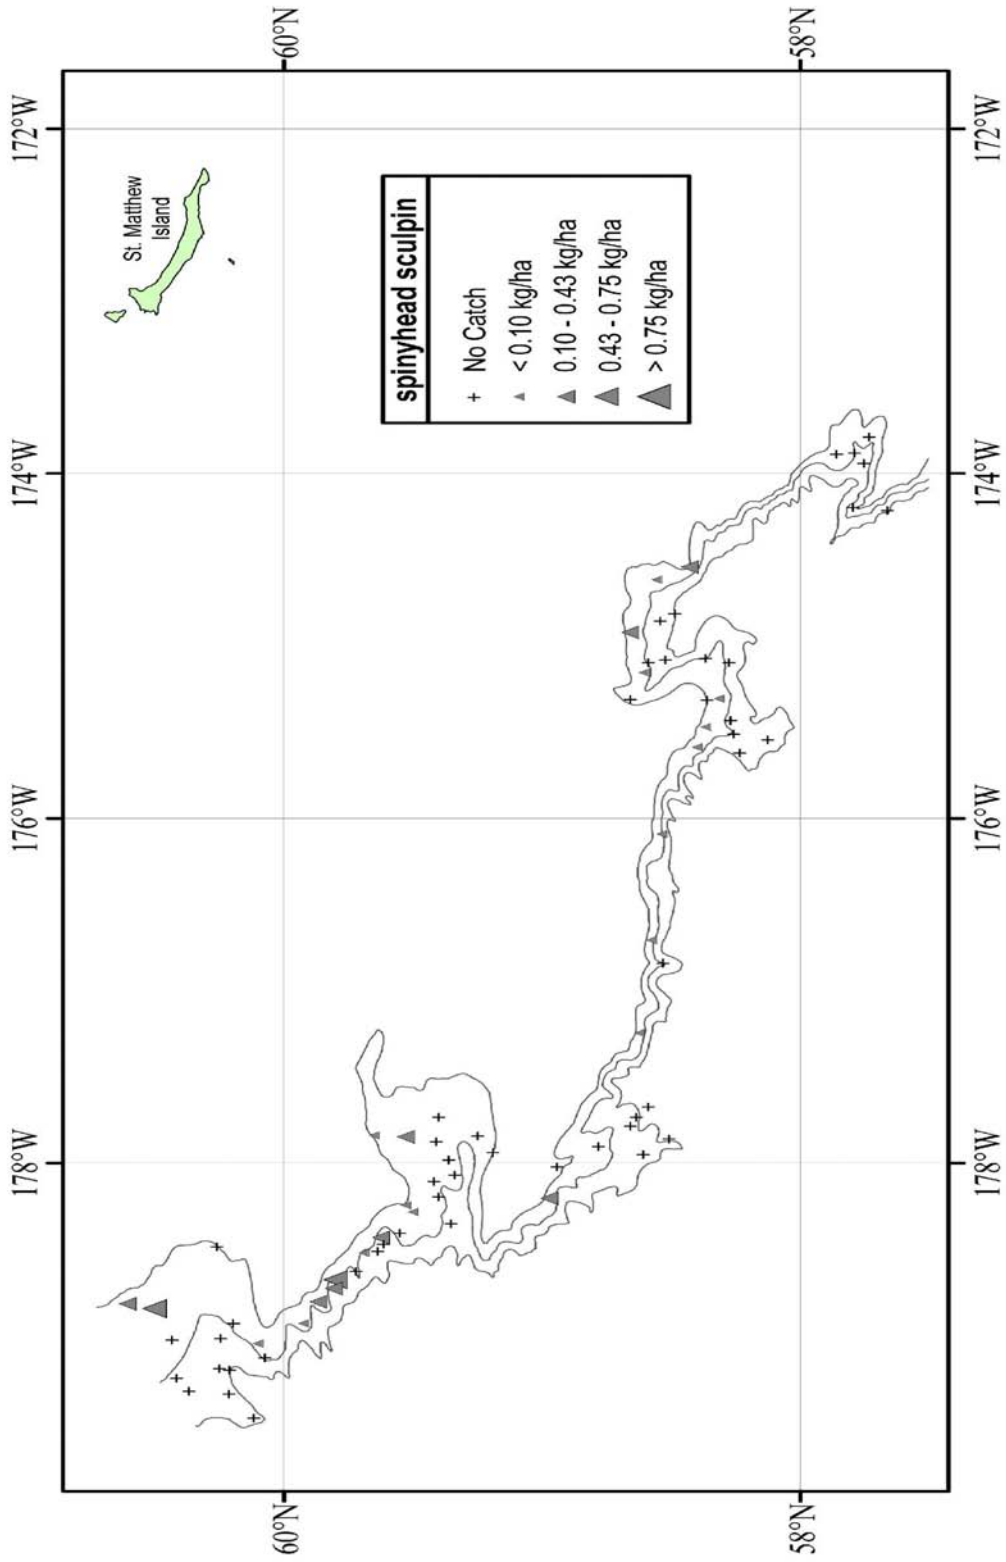 172°W
174°W
176°W
178°W
60°N
58°N
St. Matthew
Island
spinyhead sculpin
No Catch
< 0.10 kg/ha
0.10 - 0.43 kg/ha
0.43 - 0.75 kg/ha
> 0.75 kg/ha
60°N
58°N
172°W
174°W
176°W
178°W